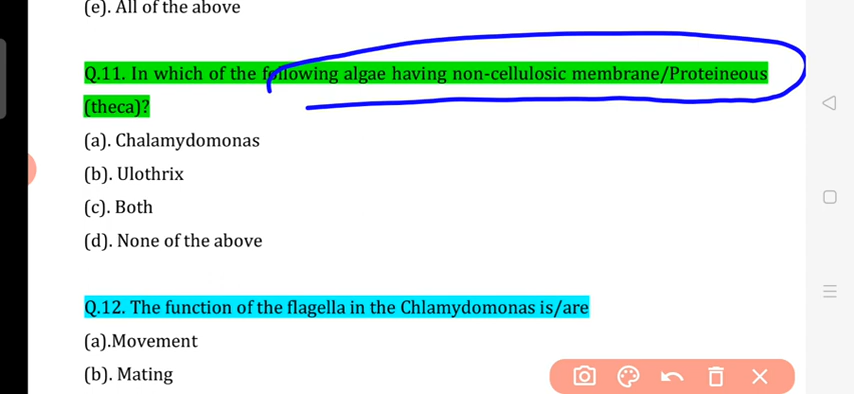 (e). All of the above
Q.11. In which of the following algae having non-cellulosic membrane/Proteineous
(theca)?
(a). Chalamydomonas
(b). Ulothrix
(c). Both
(d). None of the above
Q.12. The function of the flagella in the Chlamydomonas is/are
(a).Movement
(b). Mating